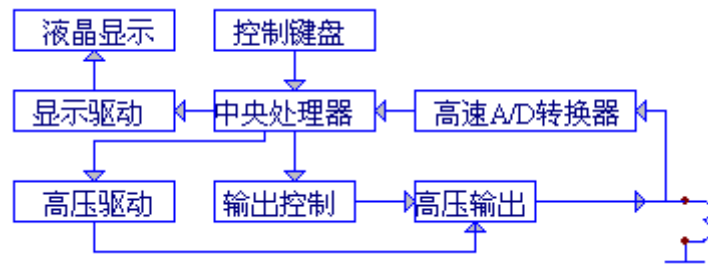 液晶显示
控制键盘
显示驱动
中央处理器
高速A/D转换器
高压驱动
输出控制
高压输出